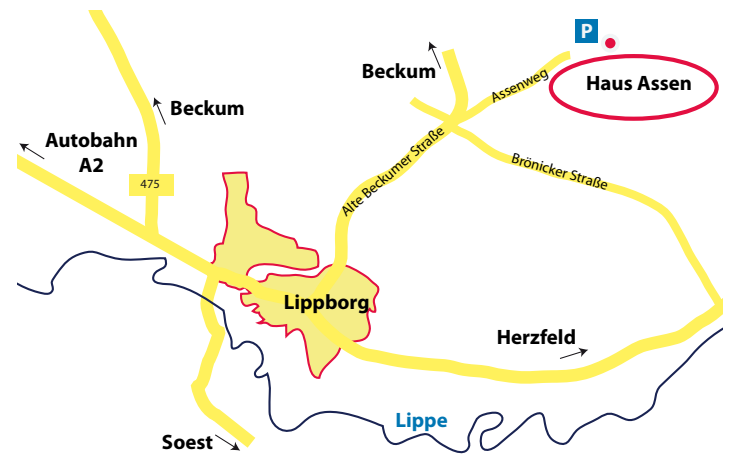 P
Haus Assen
Beckum
Assenweg
Beckum
Autobahn
A2
Alte Beckumer Straße
Brönicker Straße
475
Lippborg
Herzfeld
Lippe
Soest